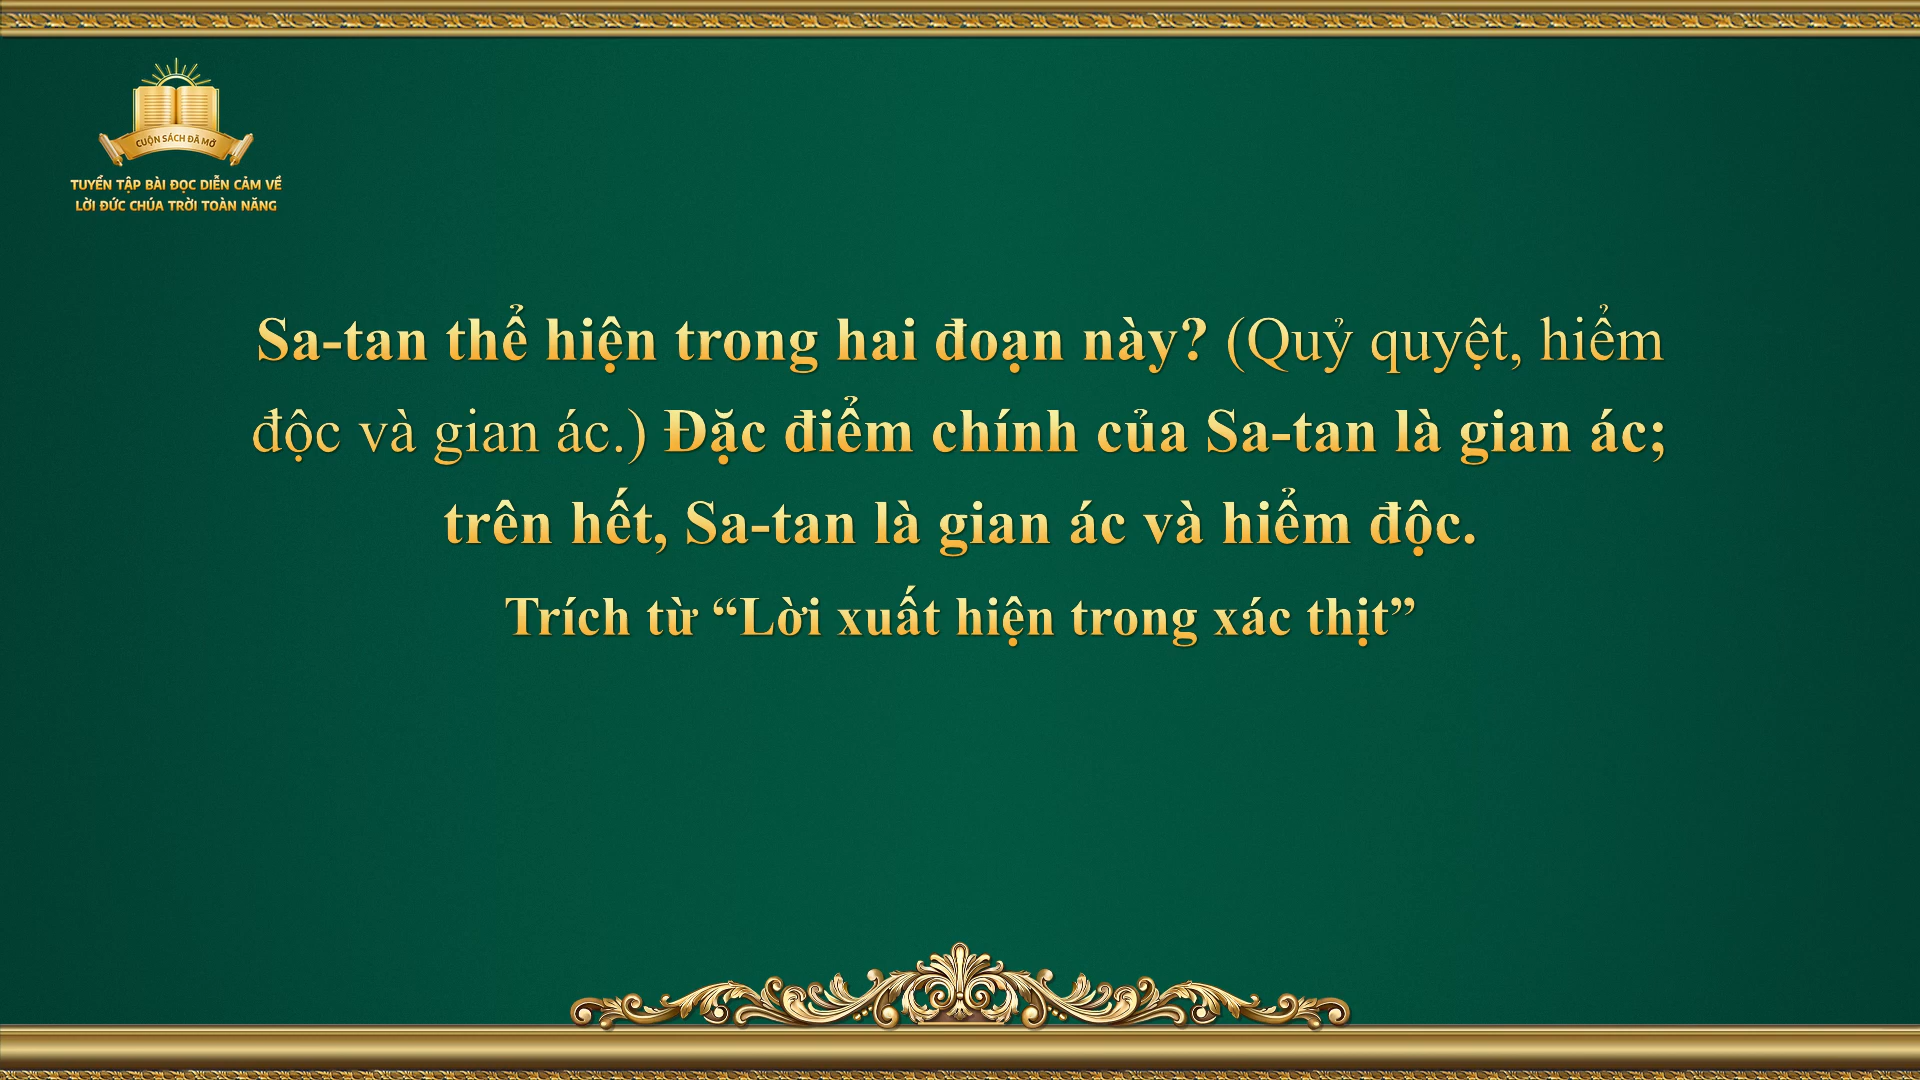 CUỘN SÁCH ĐÃ MỞ
TUYỂN TẬP BÀI ĐỌC DIỄN CẢM VỀ
LỜI ĐỨC CHÚA TRỜI TOÀN NĂNG
Sa-tan thể hiện trong hai đoạn này? (Quỷ quyệt, hiểm
độc và gian ác.) Đặc điểm chính của Sa-tan là gian ác;
trên hết, Sa-tan là gian ác và hiểm độc.
Trích từ “Lời xuất hiện trong xác thịt”